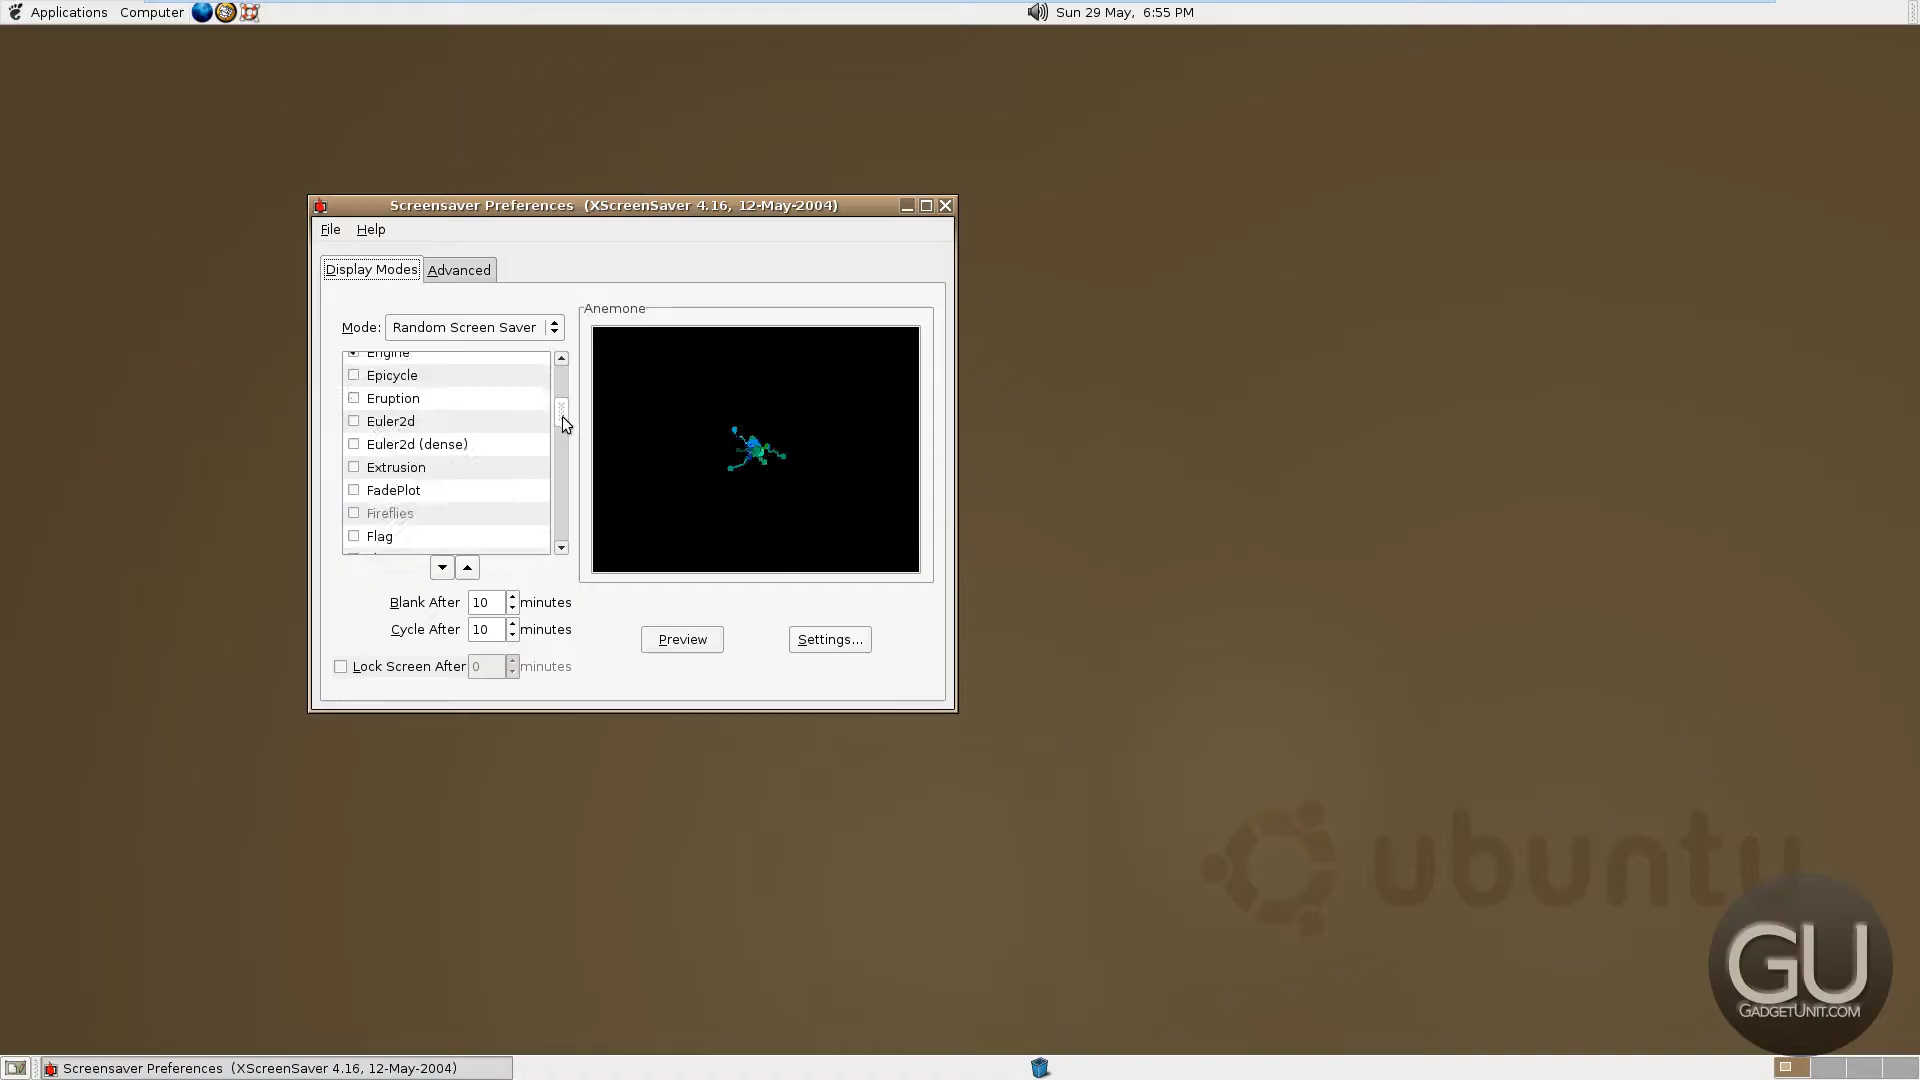 Applications Computer
Sun 29 May, 6:55 PM
Screensaver Preferences (XScreenSaver 4.16, 12-May-2004)
File Help
Display Modes Advanced
Mode: Random Screen Saver
Anemone
Engine
Epicycle
Eruption
Euler2d
Euler2d (dense)
Extrusion
FadePlot
Fireflies
Flag
Blank After 10 minutes
Cycle After 10 minutes
Preview Settings...
Lock Screen After 0 minutes
ubuntu
GU
GADGETUNIT.COM
Screensaver Preferences (XScreenSaver 4.16, 12-May-2004)